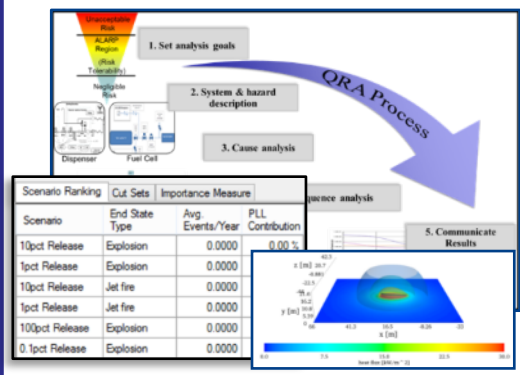 Unacceptable
Risk
ALARP
Region
(Risk
Tolerability)
Negligible
Risk
1. Set analysis goals
2. System & hazard
description
QRA Process
3. Cause analysis
Dispenser
Fuel Cell
quence analysis
5. Communicate
Results
Scenario Ranking Cut Sets Importance Measure
Scenario End State Type Avg. Events/Year PLL Contribution
10pct Release Explosion 0.0000 0.00 %
1pct Release Explosion 0.0000
10pct Release Jet fire 0.0000
1pct Release Jet fire 0.0000
100pct Release Explosion 0.0000
0.1pct Release Explosion 0.0000
z [m]
y [m]
x [m]
heat flux [kW/m^2]